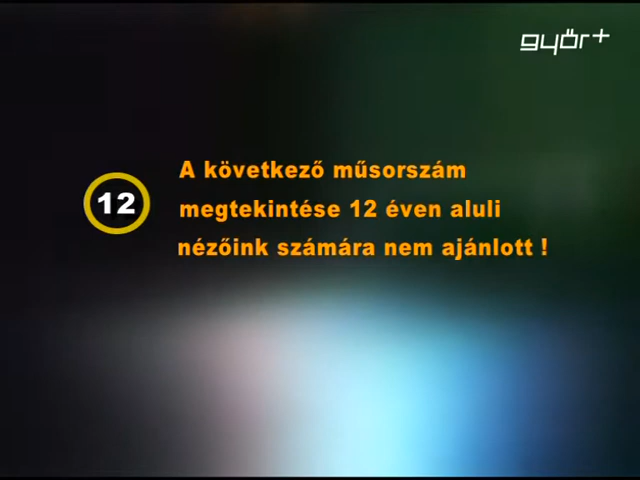 győr+
A következő műsorszám
12
megtekintése 12 éven aluli
nézőink számára nem ajánlott !